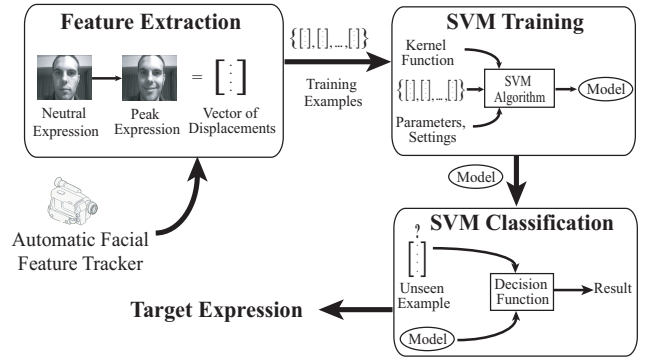 Feature Extraction
=
Neutral Expression
Peak Expression
Vector of Displacements
Automatic Facial
Feature Tracker
{[⋮],[⋮],...,[⋮]}
Training
Examples
SVM Training
Kernel
Function
{[⋮],[⋮],...,[⋮]}
SVM
Algorithm
Model
Parameters,
Settings
Model
SVM Classification
?
Unseen
Example
Decision
Function
Result
Model
Target Expression